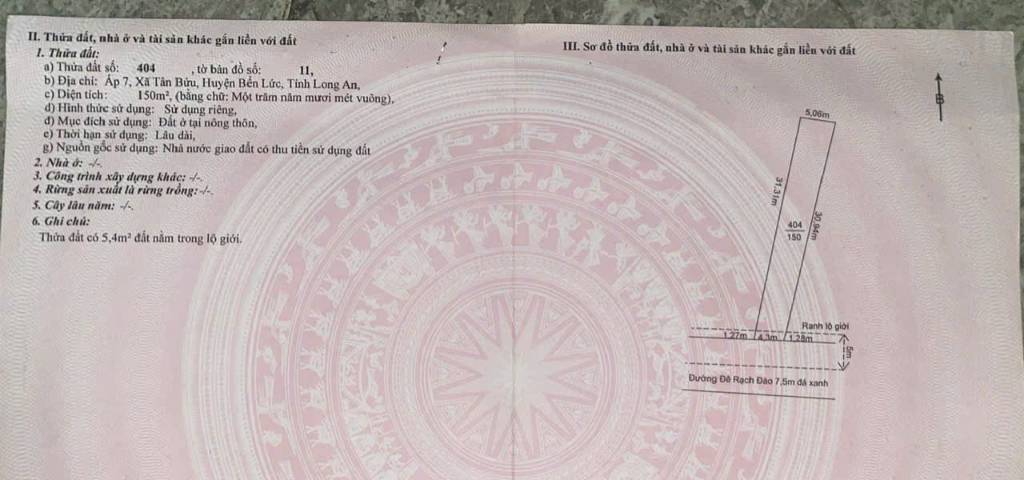 II. Thửa đất, nhà ở và tài sản khác gắn liền với đất
1. Thửa đất:
a) Thửa đất số: 404 , tờ bản đồ số: 11,
b) Địa chỉ: Ấp 7, Xã Tân Bửu, Huyện Bến Lức, Tỉnh Long An,
c) Diện tích: 150m², (bằng chữ: Một trăm năm mươi mét vuông),
d) Hình thức sử dụng: Sử dụng riêng,
đ) Mục đích sử dụng: Đất ở tại nông thôn,
e) Thời hạn sử dụng: Lâu dài,
g) Nguồn gốc sử dụng: Nhà nước giao đất có thu tiền sử dụng đất
2. Nhà ở: -/-.
3. Công trình xây dựng khác: -/-.
4. Rừng sản xuất là rừng trồng: -/-.
5. Cây lâu năm: -/-.
6. Ghi chú:
Thửa đất có 5,4m² đất nằm trong lộ giới.
III. Sơ đồ thửa đất, nhà ở và tài sản khác gắn liền với đất
B
5,06m
31.31m
30.94m
404
150
Ranh lộ giới
1,27m 4,3m 1,28m
5m
Đường Đê Rạch Đào 7,5m đá xanh